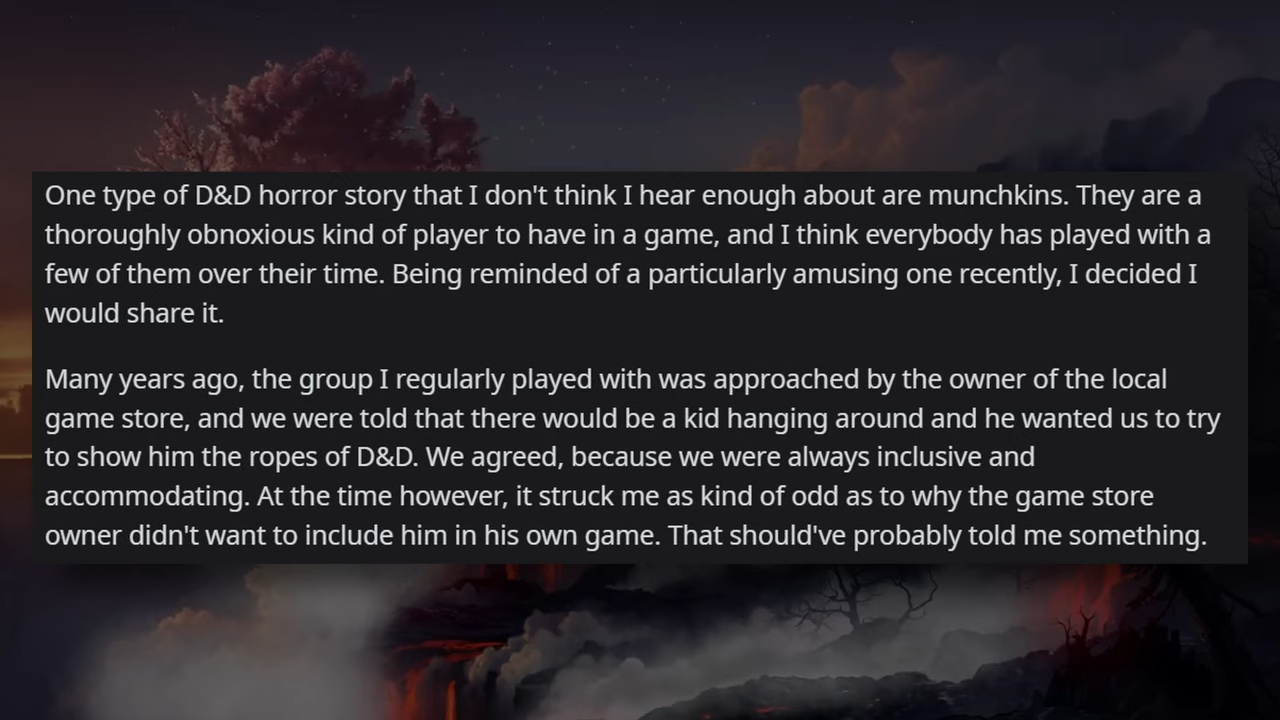 One type of D&D horror story that I don't think I hear enough about are munchkins. They are a
thoroughly obnoxious kind of player to have in a game, and I think everybody has played with a
few of them over their time. Being reminded of a particularly amusing one recently, I decided I
would share it.
Many years ago, the group I regularly played with was approached by the owner of the local
game store, and we were told that there would be a kid hanging around and he wanted us to try
to show him the ropes of D&D. We agreed, because we were always inclusive and
accommodating. At the time however, it struck me as kind of odd as to why the game store
owner didn't want to include him in his own game. That should've probably told me something.